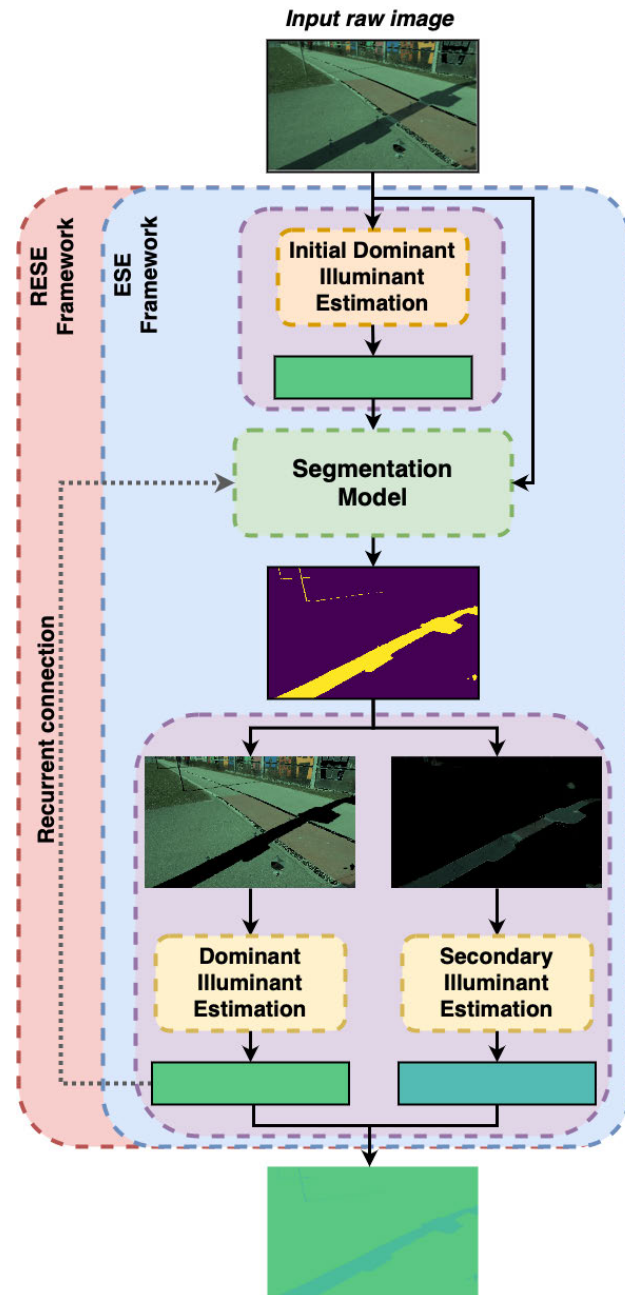 Input raw image
RESE
Framework
ESE
Framework
Initial Dominant
Illuminant
Estimation
Segmentation
Model
Recurrent connection
Dominant
Illuminant
Estimation
Secondary
Illuminant
Estimation